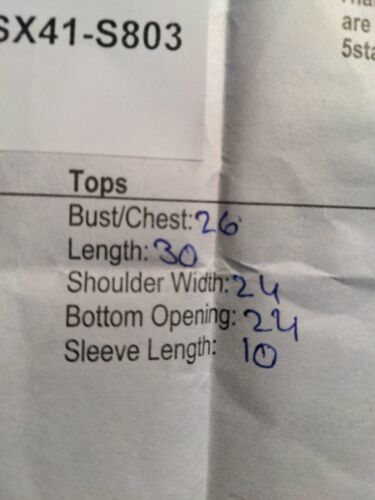 SX41-S803
are
5sta
Tops
Bust/Chest: 26
Length: 30
Shoulder Width: 24
Bottom Opening: 24
Sleeve Length: 10